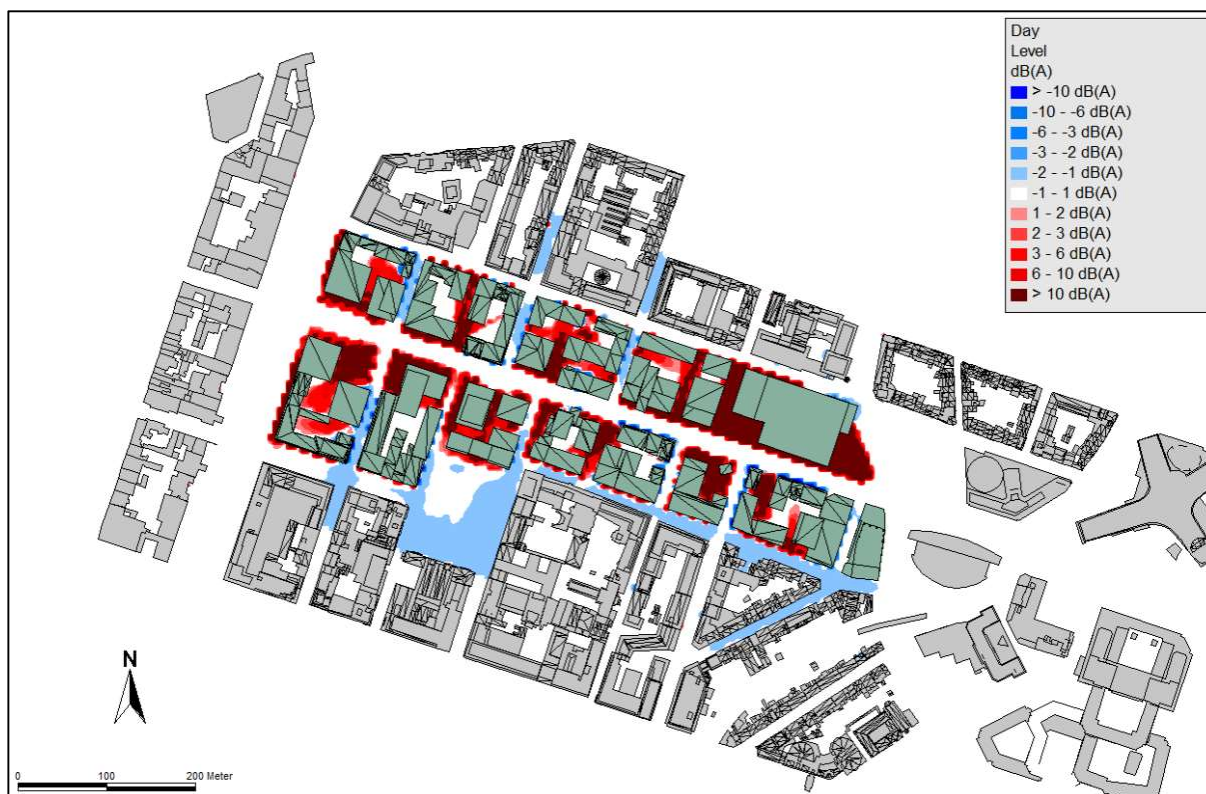 Day
Level
dB(A)
> -10 dB(A)
-10 - -6 dB(A)
-6 - -3 dB(A)
-3 - -2 dB(A)
-2 - -1 dB(A)
-1 - 1 dB(A)
1 - 2 dB(A)
2 - 3 dB(A)
3 - 6 dB(A)
6 - 10 dB(A)
> 10 dB(A)
N
0 100 200 Meter